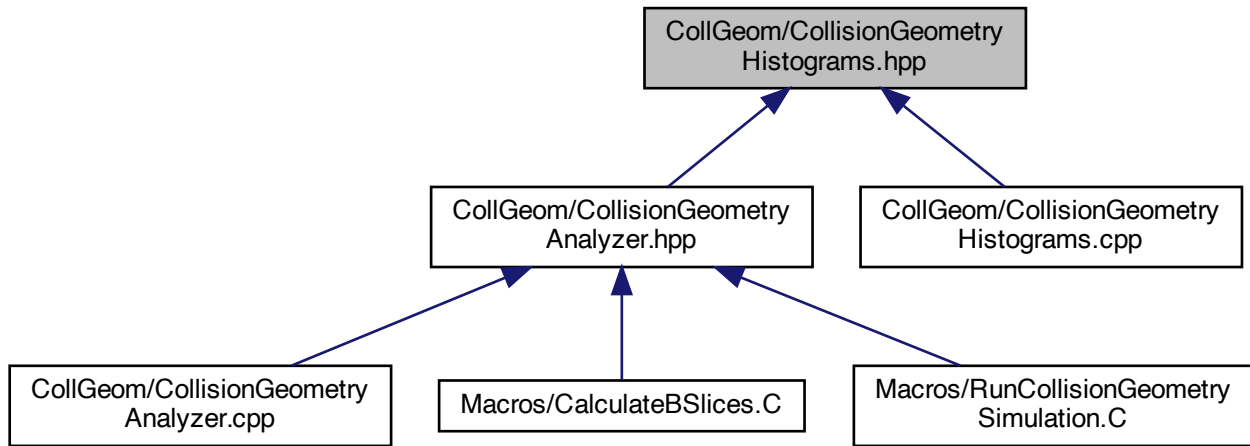 CollGeom/CollisionGeometry
Histograms.hpp
CollGeom/CollisionGeometry
Analyzer.hpp
CollGeom/CollisionGeometry
Histograms.cpp
CollGeom/CollisionGeometry
Analyzer.cpp
Macros/CalculateBSlices.C
Macros/RunCollisionGeometry
Simulation.C